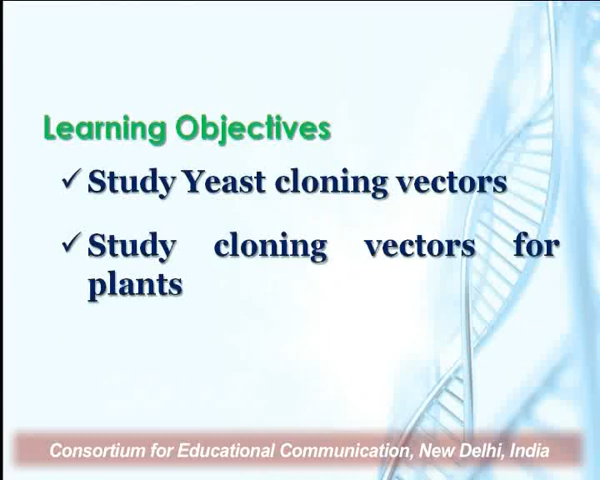 Learning Objectives
✓ Study Yeast cloning vectors
✓ Study cloning vectors for
plants
Consortium for Educational Communication, New Delhi, India